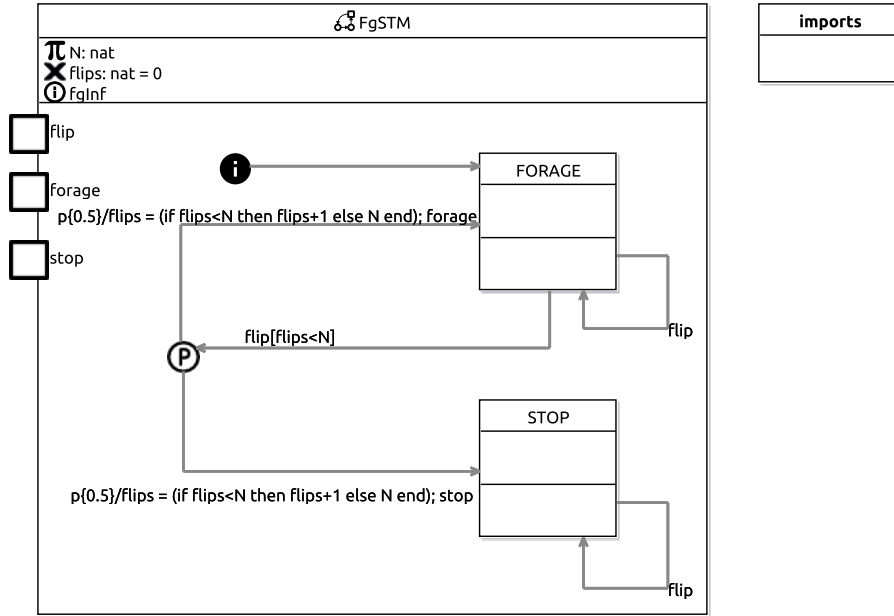 FgSTM
imports
N: nat
flips: nat = 0
i fgInf
flip
i
FORAGE
forage
p{0.5}/flips = (if flips<N then flips+1 else N end); forage
stop
flip[flips<N]
flip
P
STOP
p{0.5}/flips = (if flips<N then flips+1 else N end); stop
flip